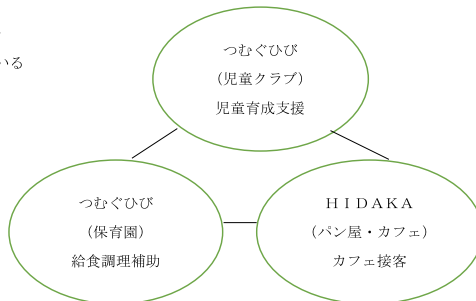 いる
つむぐひび
（児童クラブ）
児童育成支援
つむぐひび
（保育園）
給食調理補助
ＨＩＤＡＫＡ
（パン屋・カフェ）
カフェ接客